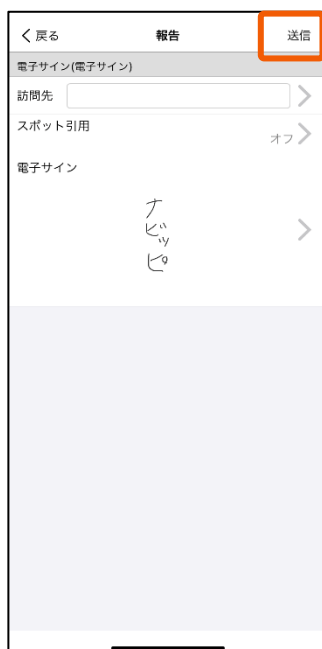 戻る 報告 送信
電子サイン(電子サイン)
訪問先
スポット引用
オフ
電子サイン
ナ
ビッ
ピ